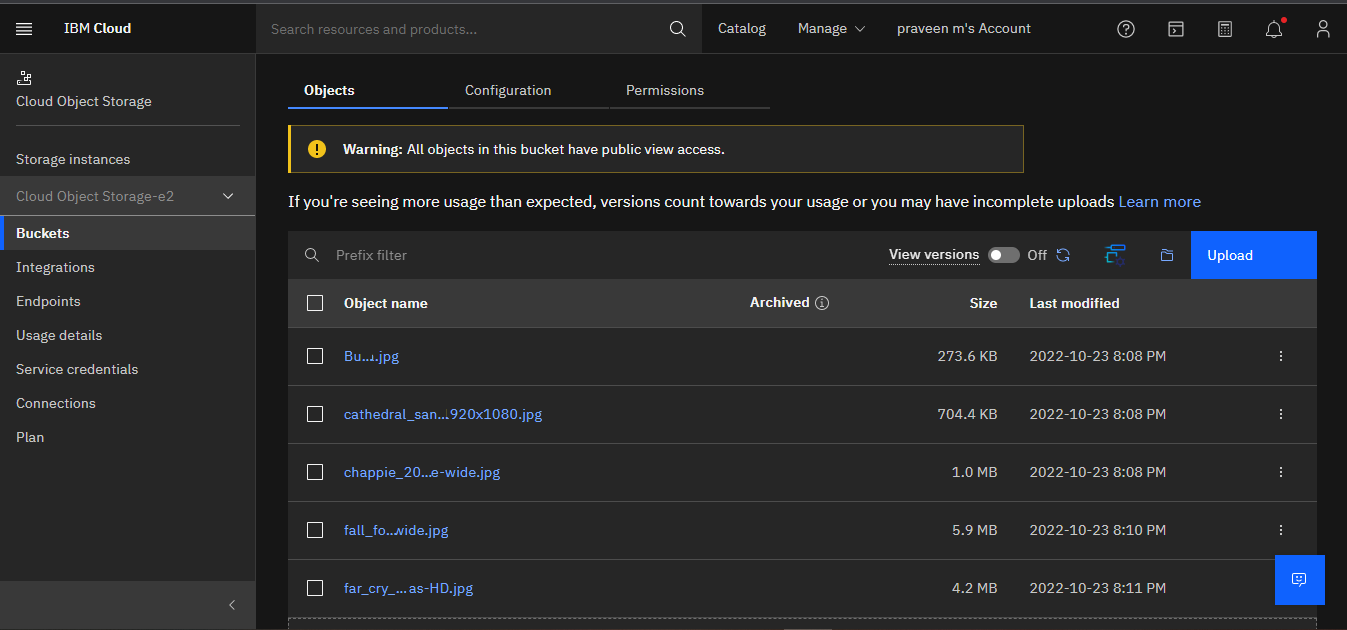 IBM Cloud
Search resources and products...
Catalog
Manage
praveen m's Account
Cloud Object Storage
Storage instances
Cloud Object Storage-e2
Buckets
Integrations
Endpoints
Usage details
Service credentials
Connections
Plan
Objects Configuration Permissions
Warning: All objects in this bucket have public view access.
If you're seeing more usage than expected, versions count towards your usage or you may have incomplete uploads Learn more
Prefix filter View versions Off Upload
Object name Archived Size Last modified
Bu....jpg 273.6 KB 2022-10-23 8:08 PM
cathedral_san...920x1080.jpg 704.4 KB 2022-10-23 8:08 PM
chappie_20...e-wide.jpg 1.0 MB 2022-10-23 8:08 PM
fall_fo...wide.jpg 5.9 MB 2022-10-23 8:10 PM
far_cry_...as-HD.jpg 4.2 MB 2022-10-23 8:11 PM